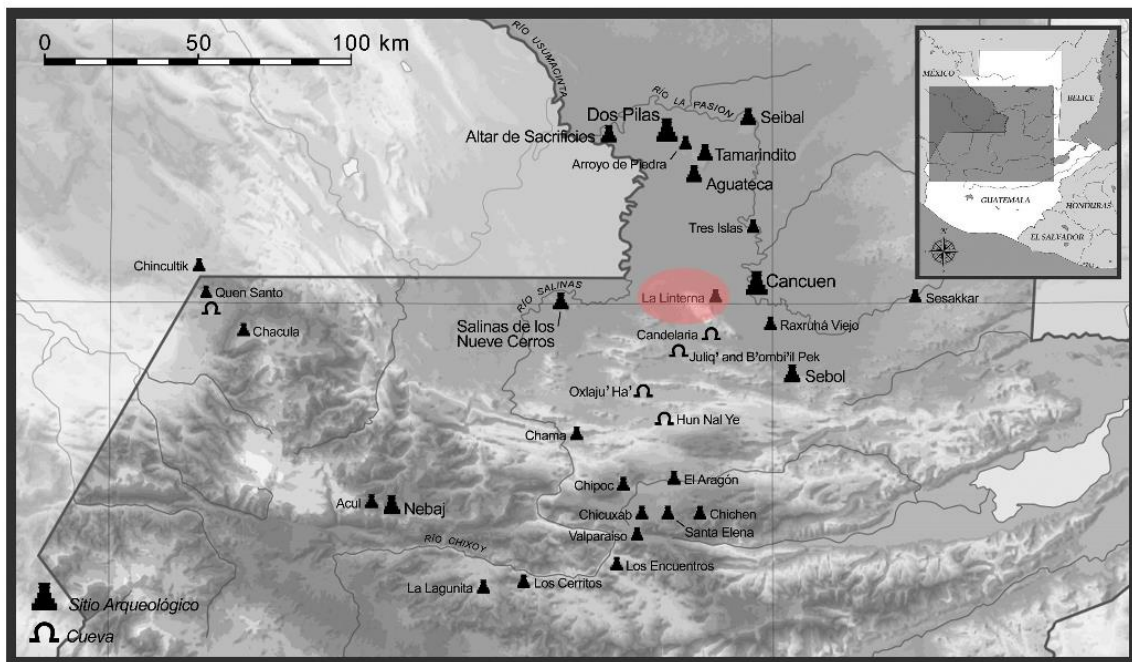 0 50 100 km
RÍO USUMACINTA
MÉXICO
BELICE
GUATEMALA
HONDURAS
EL SALVADOR
N
RÍO LA PASION
Dos Pilas
Seibal
Altar de Sacrificios
Arroyo de Piedra
Tamarindito
Aguateca
Tres Islas
Chincultik
Quen Santo
RÍO SALINAS
La Linterna
Cancuen
Sesakkar
Chacula
Salinas de los
Nueve Cerros
Candelaria
Raxruhá Viejo
Juliq' and B'ombi'il Pek
Sebol
Oxlaju' Ha'
Hun Nal Ye
Chama
Chipoc
El Aragón
Acul
Nebaj
Chicuxab
Chichen
Santa Elena
Valparaiso
RÍO CHIXOY
Los Encuentros
La Lagunita
Los Cerritos
Sitio Arqueológico
Cueva